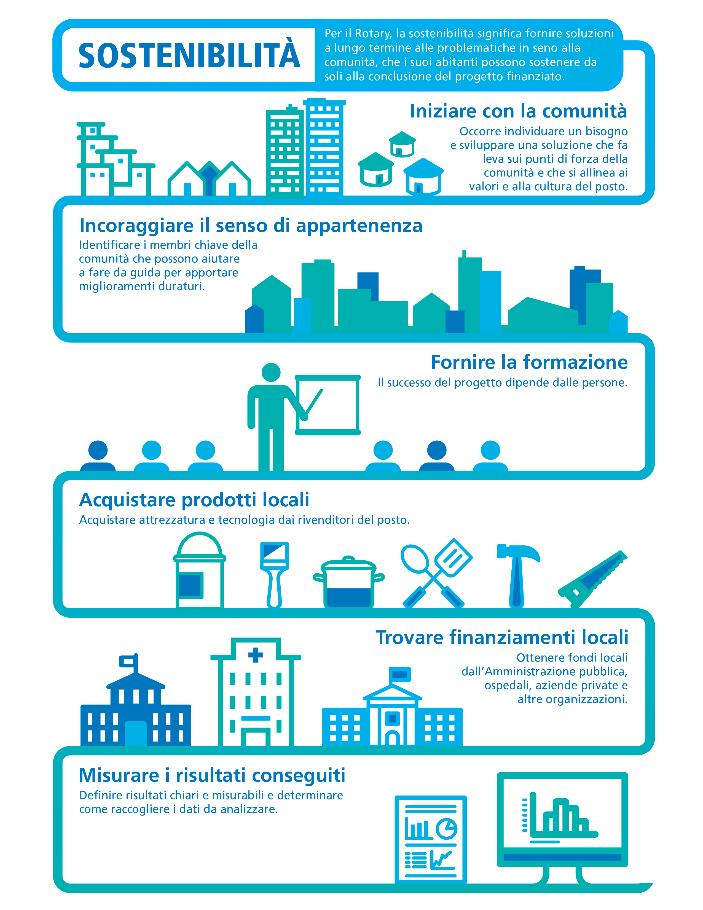 SOSTENIBILITÀ
Per il Rotary, la sostenibilità significa fornire soluzioni
a lungo termine alle problematiche in seno alla
comunità, che i suoi abitanti possono sostenere da
soli alla conclusione del progetto finanziato.
Iniziare con la comunità
Occorre individuare un bisogno
e sviluppare una soluzione che fa
leva sui punti di forza della
comunità e che si allinea ai
valori e alla cultura del posto.
Incoraggiare il senso di appartenenza
Identificare i membri chiave della
comunità che possono aiutare
a fare da guida per apportare
miglioramenti duraturi.
Fornire la formazione
Il successo del progetto dipende dalle persone.
Acquistare prodotti locali
Acquistare attrezzatura e tecnologia dai rivenditori del posto.
Trovare finanziamenti locali
Ottenere fondi locali
dall'Amministrazione pubblica,
ospedali, aziende private e
altre organizzazioni.
Misurare i risultati conseguiti
Definire risultati chiari e misurabili e determinare
come raccogliere i dati da analizzare.